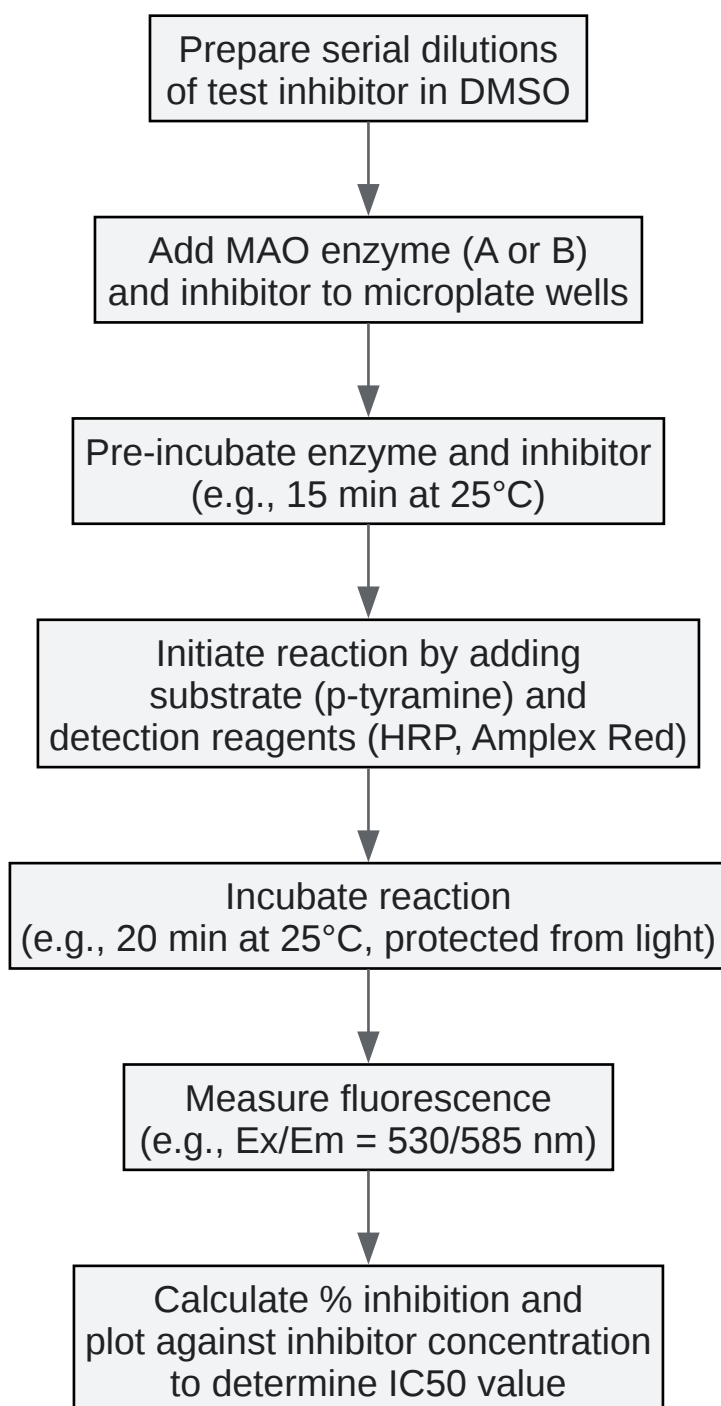 Prepare serial dilutions
of test inhibitor in DMSO
Add MAO enzyme (A or B)
and inhibitor to microplate wells
Pre-incubate enzyme and inhibitor
(e.g., 15 min at 25°C)
Initiate reaction by adding
substrate (p-tyramine) and
detection reagents (HRP, Amplex Red)
Incubate reaction
(e.g., 20 min at 25°C, protected from light)
Measure fluorescence
(e.g., Ex/Em = 530/585 nm)
Calculate % inhibition and
plot against inhibitor concentration
to determine IC50 value